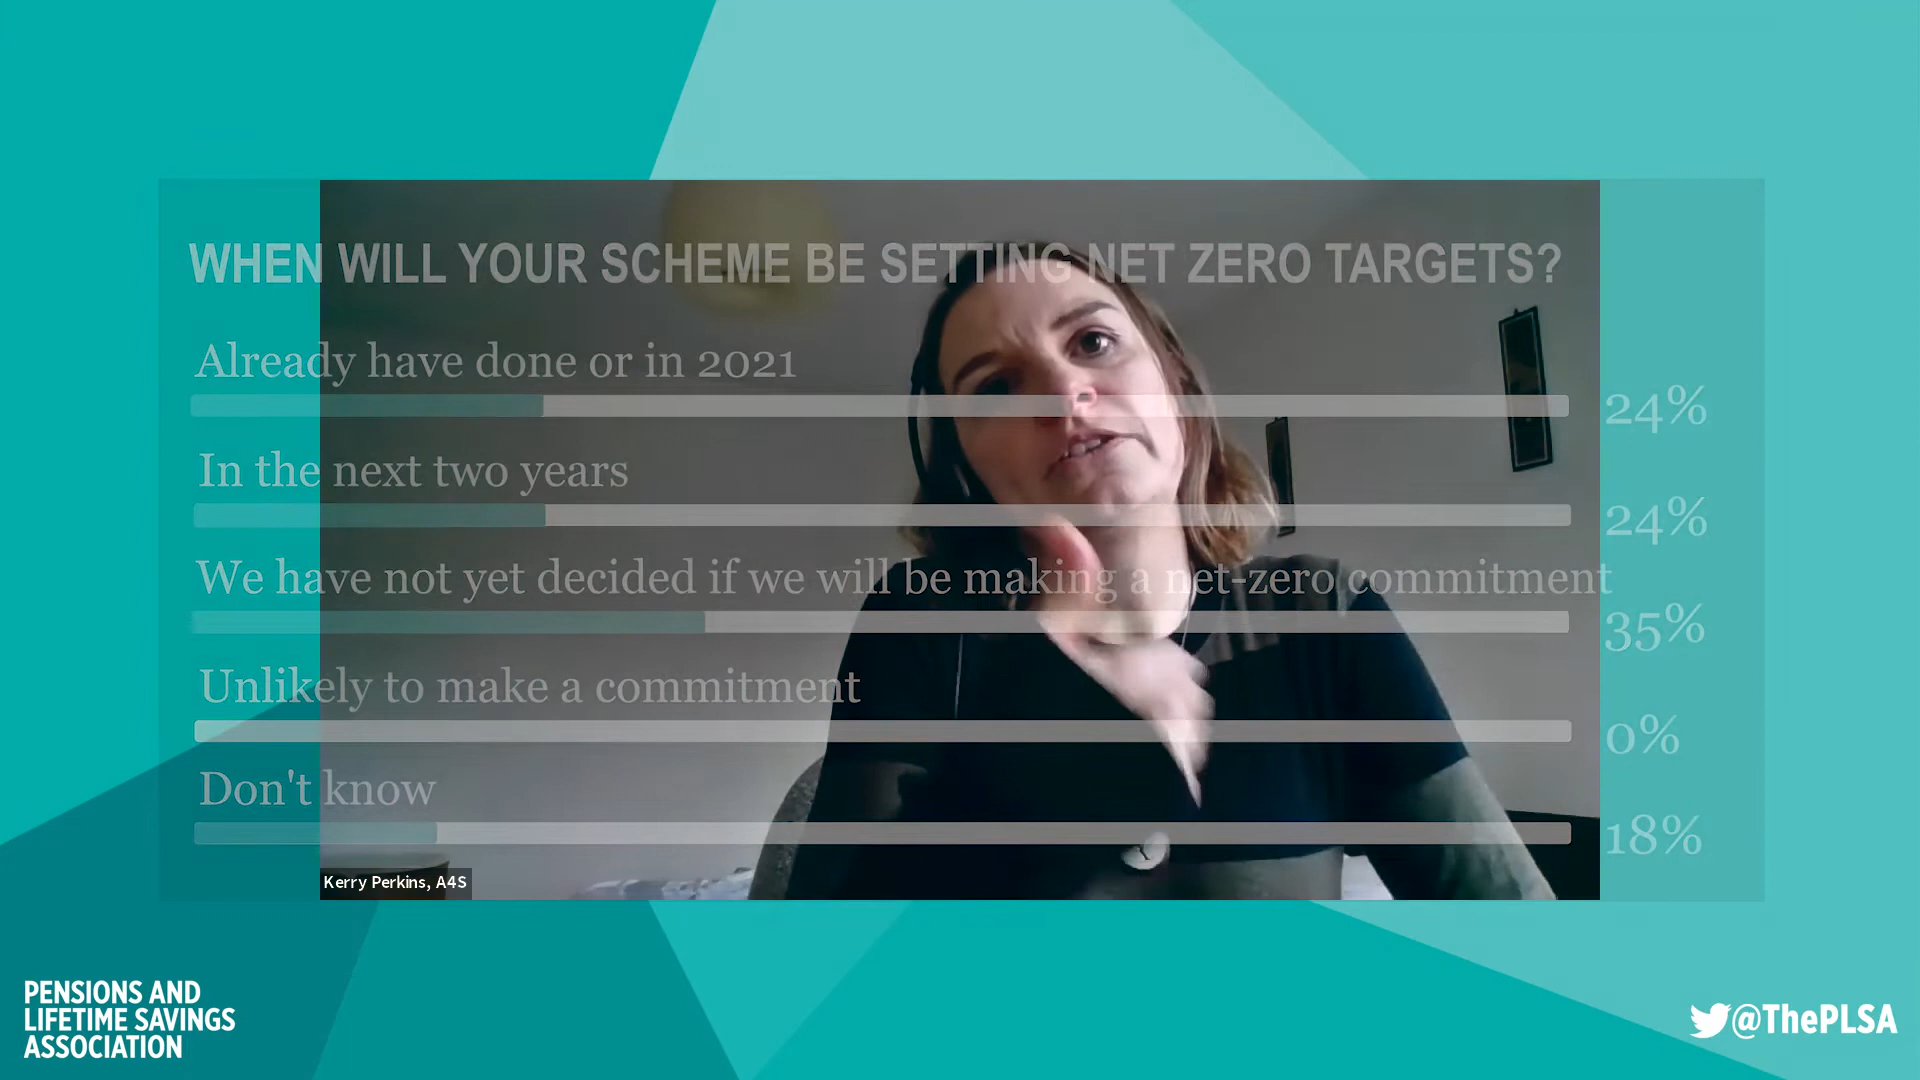 WHEN WILL YOUR SCHEME BE SETTING NET ZERO TARGETS?
Already have done or in 2021
24%
In the next two years
24%
We have not yet decided if we will be making a net-zero commitment
35%
Unlikely to make a commitment
0%
Don't know
18%
Kerry Perkins, A4S
PENSIONS AND
LIFETIME SAVINGS
ASSOCIATION
@ThePLSA